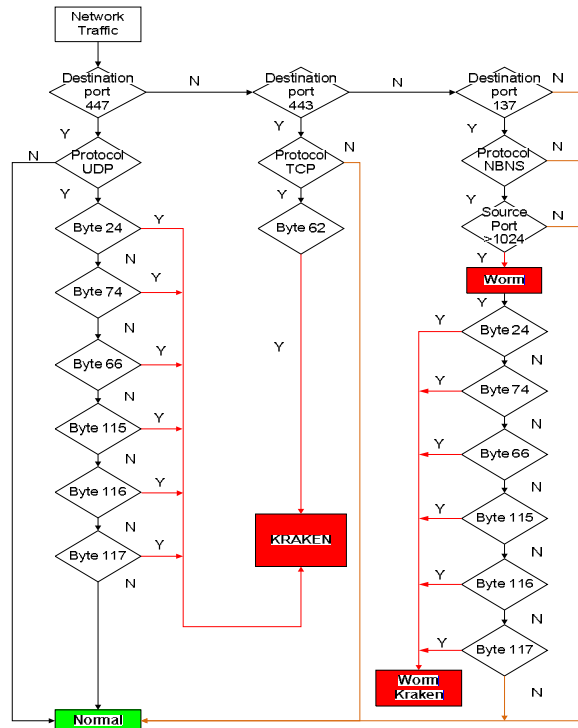 Network
Traffic
Destination
port
447
N
Destination
port
443
N
Destination
port
137
N
Y
Y
Y
N
Protocol
UDP
Protocol
TCP
N
Protocol
NBNS
N
Y
Y
Y
Byte 24
Y
Byte 62
Source
Port
>1024
N
N
Y
Byte 74
Y
Worm
N
Y
Byte 66
Y
Y
Y
Byte 24
N
N
Byte 115
Y
Y
Byte 74
N
N
Byte 116
Y
Y
Byte 66
N
N
Byte 117
Y
Y
Byte 115
N
N
KRAKEN
Y
Byte 116
N
Y
Byte 117
N
Worm
Kraken
Normal